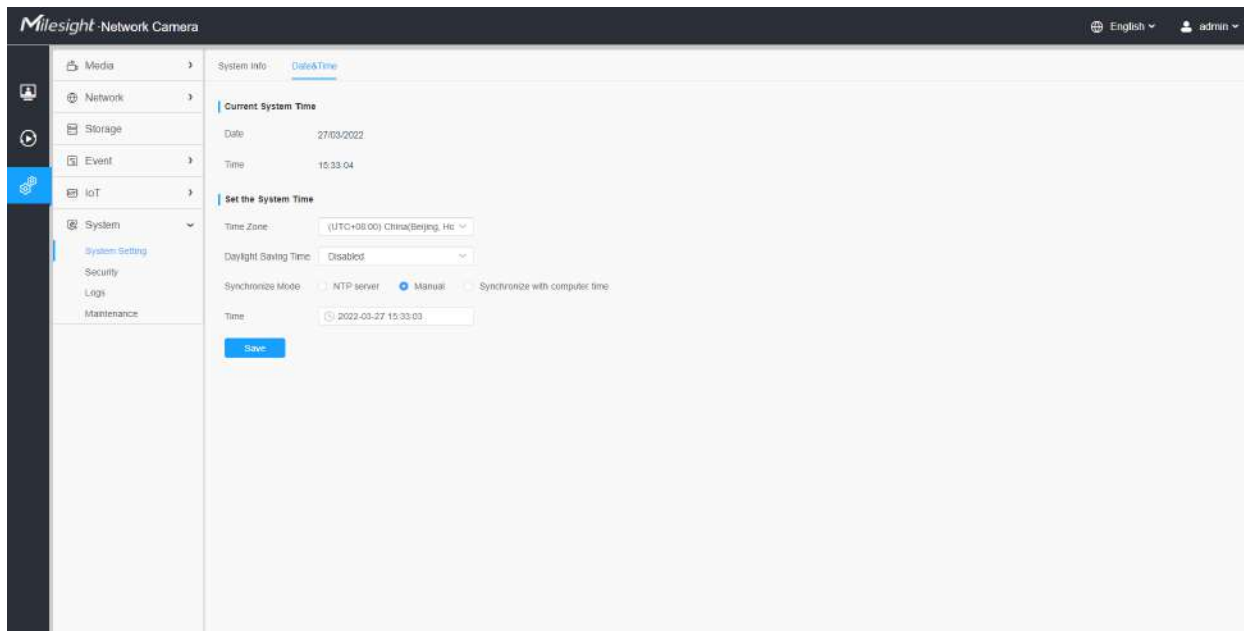 Milesight-Network Camera
English
admin
Media
Network
Storage
Event
IoT
System
System Setting
Security
Logs
Maintenance
System Info Date&Time
Current System Time
Date 27/03/2022
Time 15:33:04
Set the System Time
Time Zone (UTC+08:00) China(Beijing, Ho
Daylight Saving Time Disabled
Synchronize Mode NTP server Manual Synchronize with computer time
Time 2022-03-27 15:33:03
Save